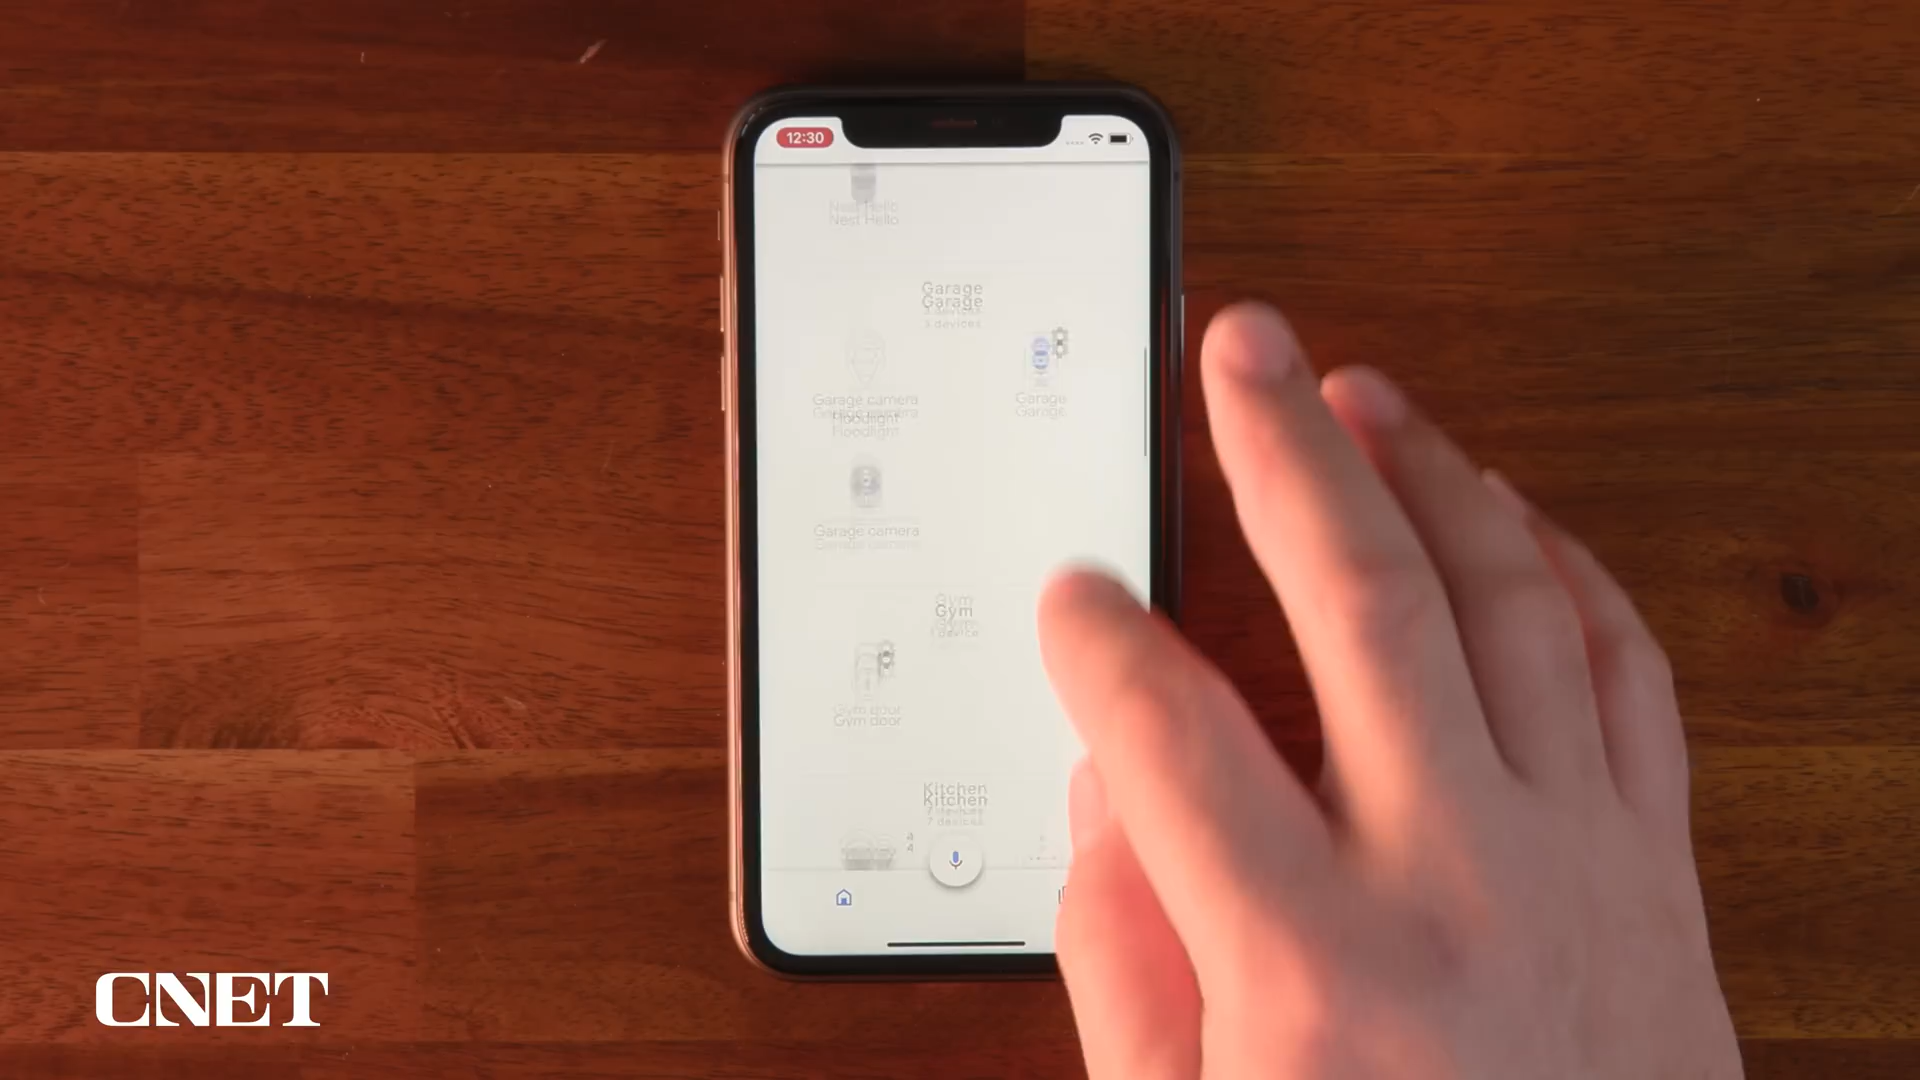 12:30
Nest Hello
Garage
3 devices
Garage camera
Floodlight
Garage
Garage camera
Gym
1 device
Gym door
Kitchen
7 devices
4
CNET